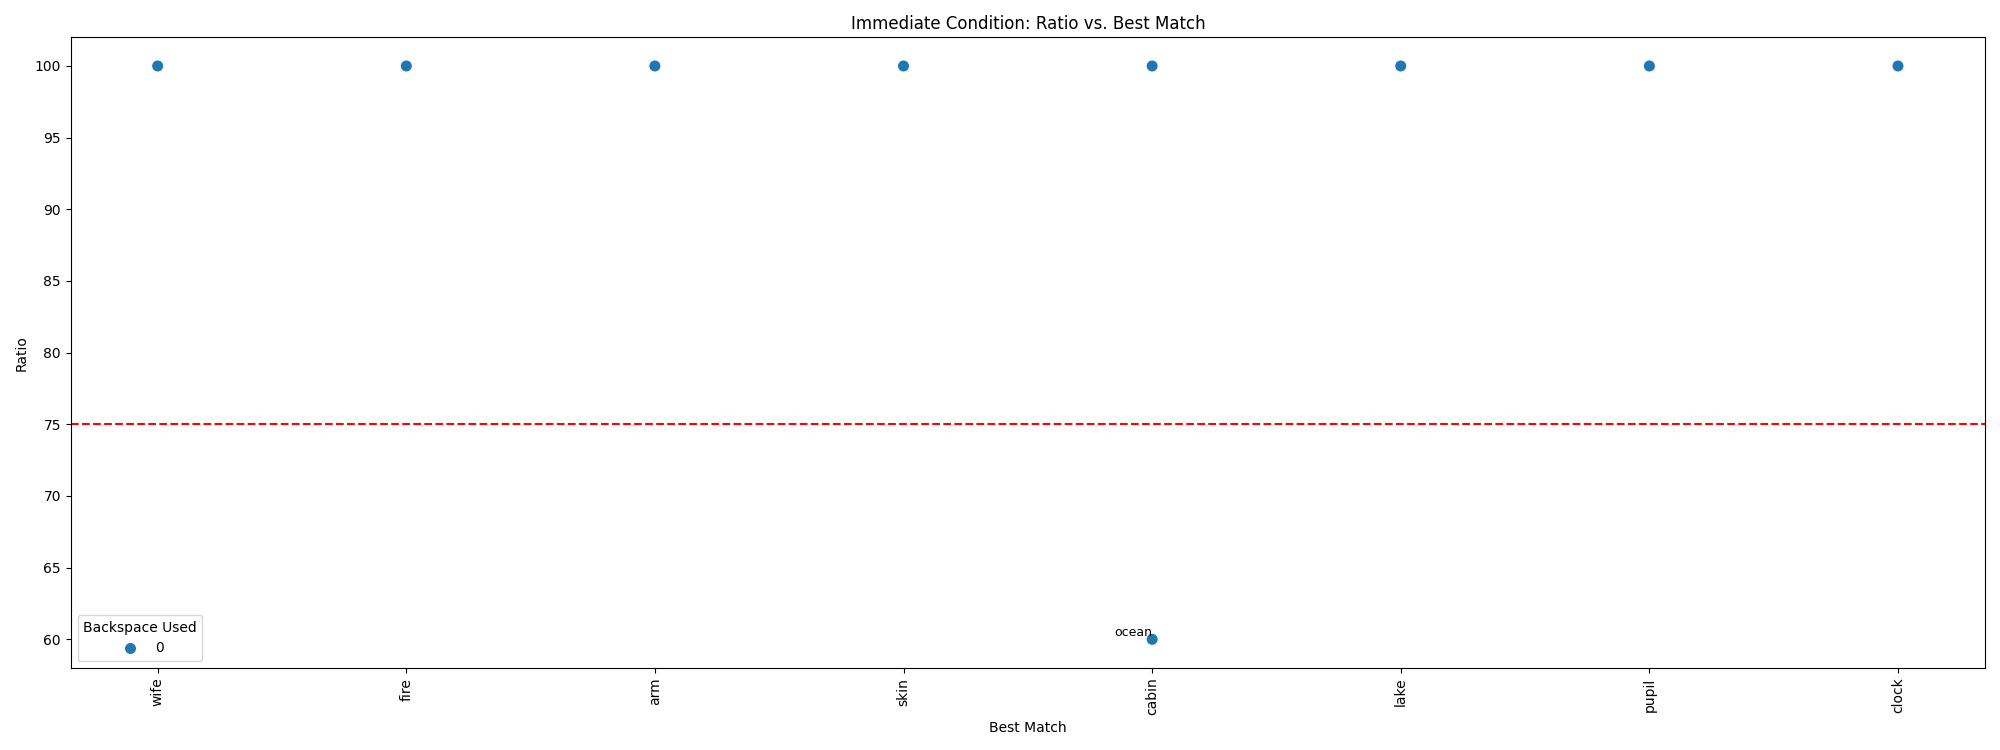 Immediate Condition: Ratio vs. Best Match
Ratio
100
95
90
85
80
75
70
65
60
ocean
Backspace Used
0
wife
fire
arm
skin
cabin
lake
pupil
clock
Best Match